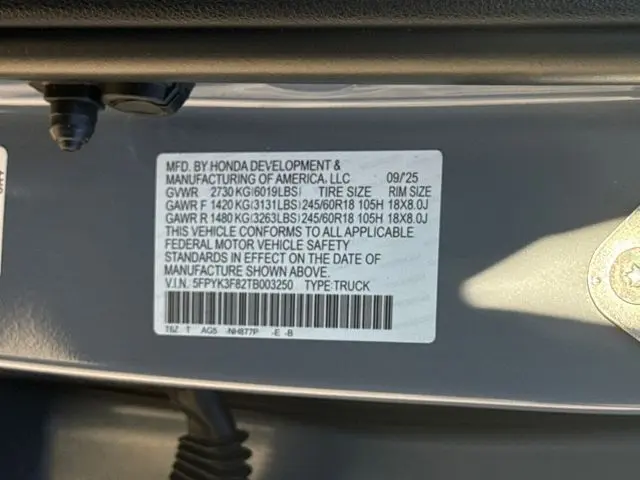 MFD. BY HONDA DEVELOPMENT &
MANUFACTURING OF AMERICA, LLC 09/'25
GVWR 2730 KG(6019LBS) TIRE SIZE RIM SIZE
GAWR F 1420 KG(3131LBS)245/60R18 105H 18X8.0J
GAWR R 1480 KG(3263LBS)245/60R18 105H 18X8.0J
THIS VEHICLE CONFORMS TO ALL APPLICABLE
FEDERAL MOTOR VEHICLE SAFETY
STANDARDS IN EFFECT ON THE DATE OF
MANUFACTURE SHOWN ABOVE.
V.I.N. 5FPYK3F82TB003250 TYPE:TRUCK
T6Z T AG5 -NH877P -E -B